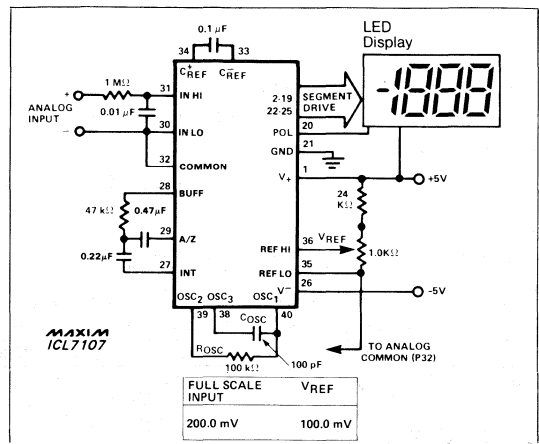 LED
Display
0.1 μF
34
33
C+REF
C−REF
1 MΩ
+
31
IN HI
ANALOG
INPUT
0.01 μF
−
30
IN LO
32
COMMON
28
BUFF
47 kΩ
0.47μF
29
A/Z
0.22μF
27
INT
2-19
22-25
SEGMENT
DRIVE
-1888
POL
20
GND
21
V+
1
+5V
24
KΩ
REF HI
36
VREF
1.0KΩ
REF LO
35
V−
26
-5V
OSC2
OSC3
OSC1
39
38
40
COSC
ROSC
100 kΩ
100 pF
TO ANALOG
COMMON (P32)
MAXIM
ICL7107
FULL SCALE
INPUT
VREF
200.0 mV
100.0 mV